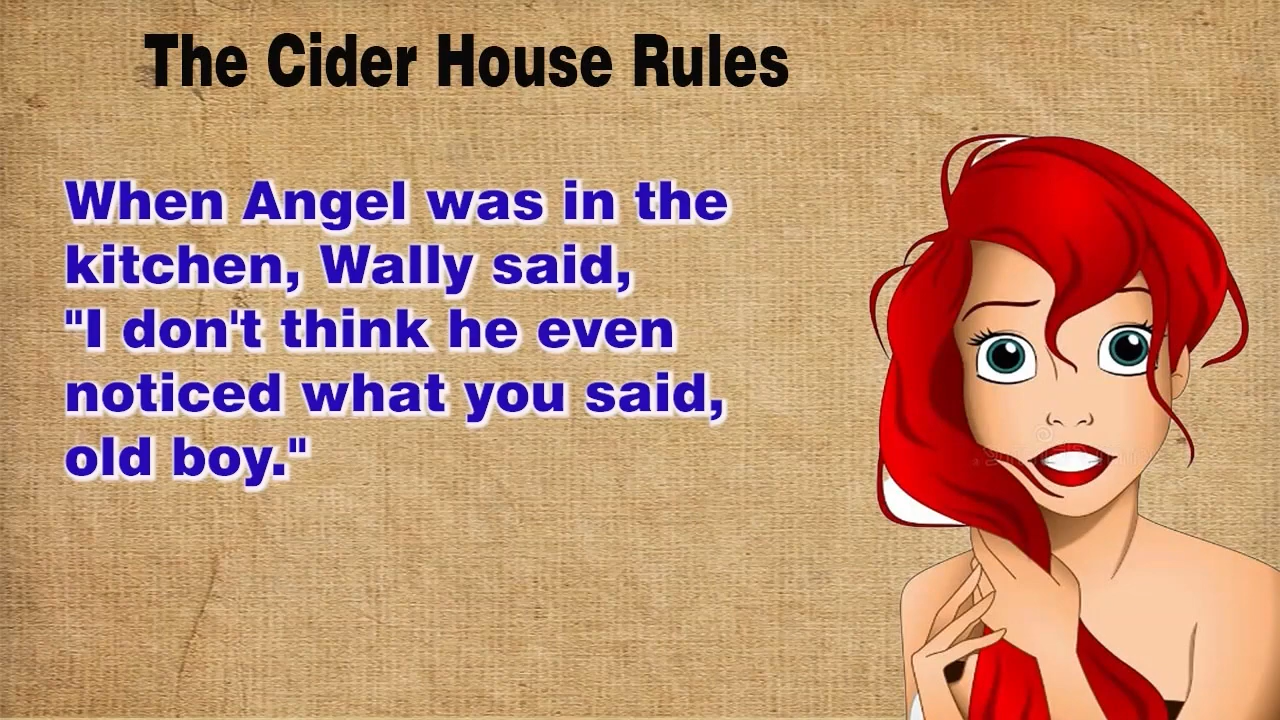 The Cider House Rules
When Angel was in the
kitchen, Wally said,
"I don't think he even
noticed what you said,
old boy."